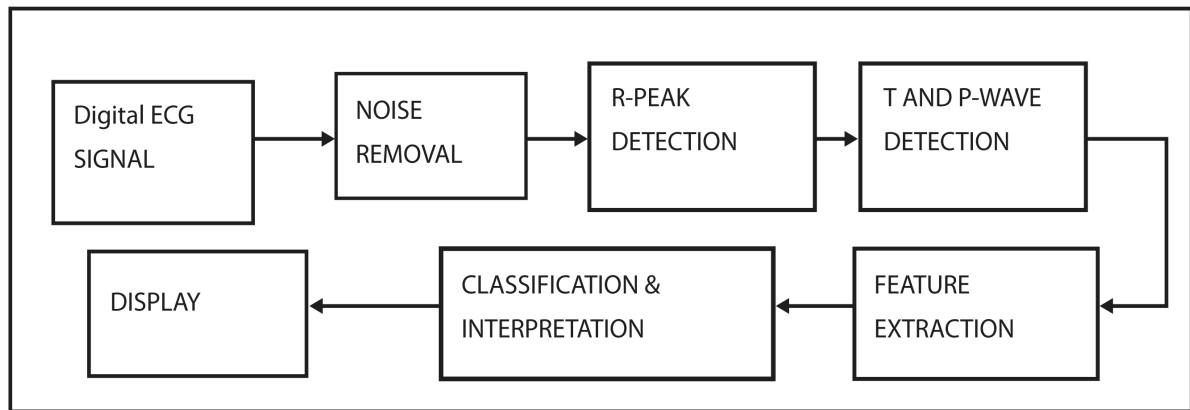 Digital ECG
SIGNAL
NOISE
REMOVAL
R-PEAK
DETECTION
T AND P-WAVE
DETECTION
FEATURE
EXTRACTION
CLASSIFICATION &
INTERPRETATION
DISPLAY